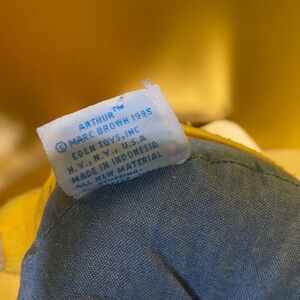 ARTHUR™
© MARC BROWN 1995
EDEN TOYS, INC
N.Y., N.Y., U.S.A
MADE IN INDONESIA
ALL NEW MATERIAL